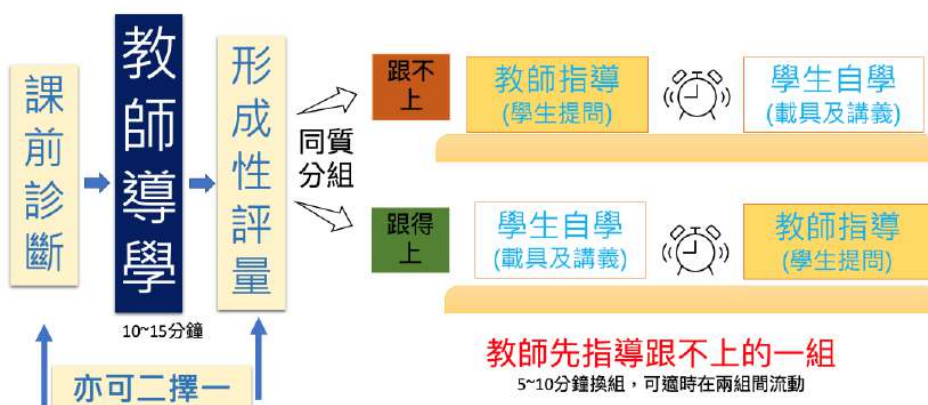 課前診斷
教師導學
10~15分鐘
形成性評量
亦可二擇一
同質
分組
跟不
上
教師指導
(學生提問)
學生自學
(載具及講義)
跟得
上
學生自學
(載具及講義)
教師指導
(學生提問)
教師先指導跟不上的一組
5~10分鐘換組，可適時在兩組間流動